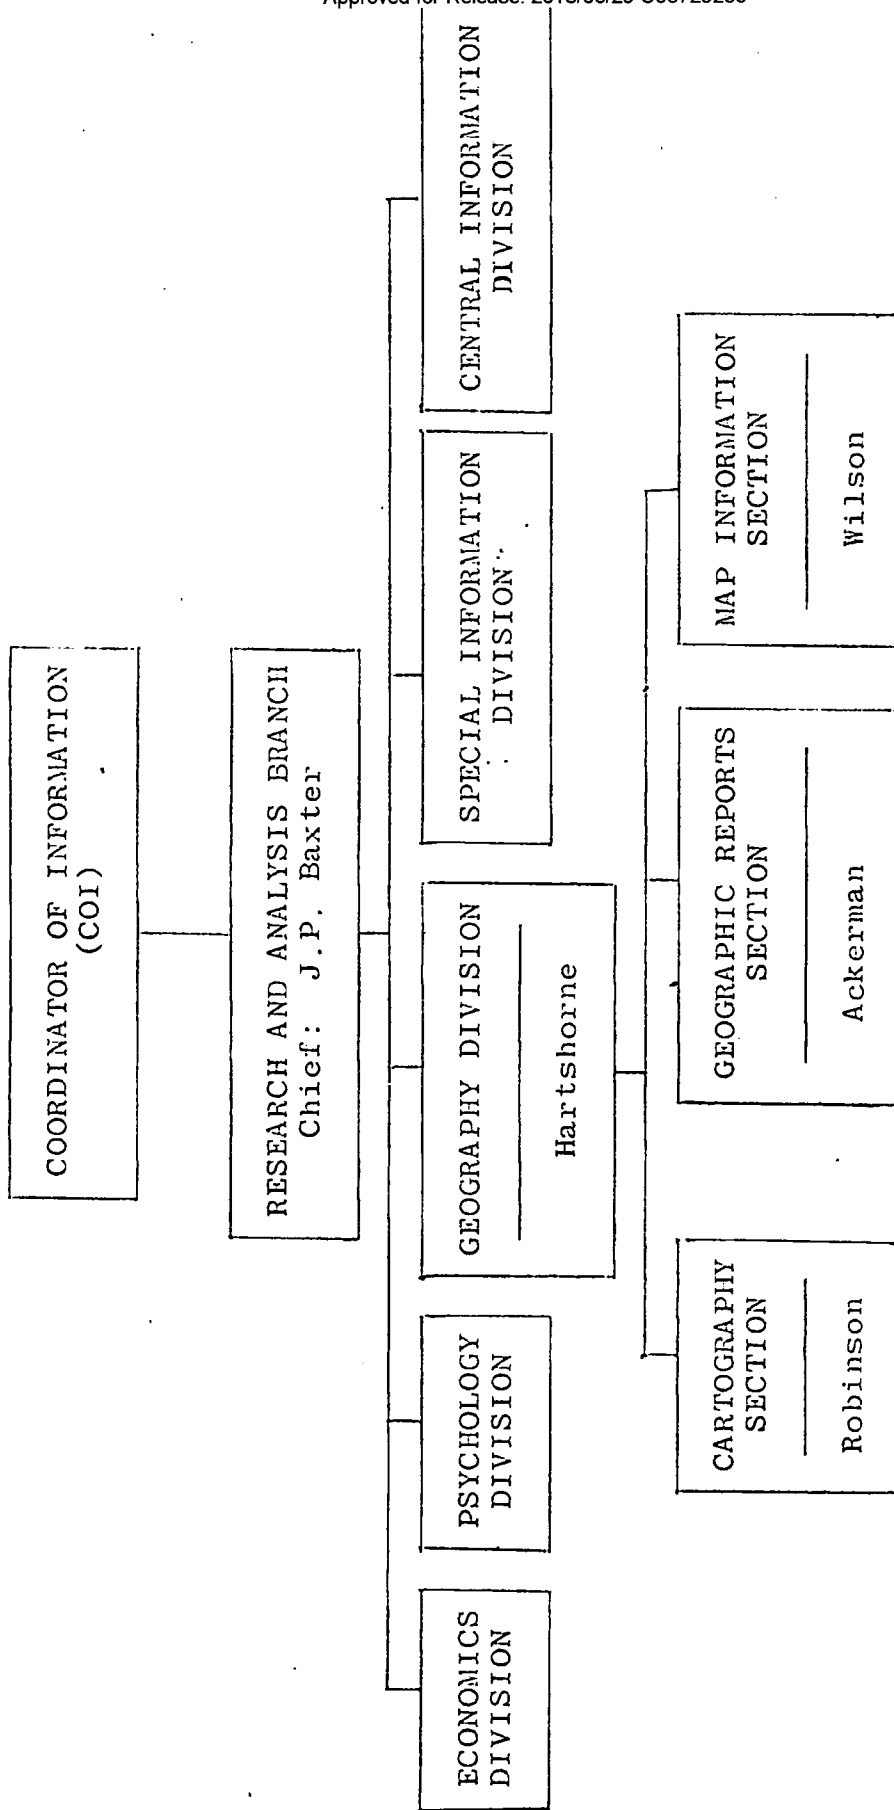 COORDINATOR OF INFORMATION
(COI)
RESEARCH AND ANALYSIS BRANCH
Chief: J.P. Baxter
ECONOMICS
DIVISION
PSYCHOLOGY
DIVISION
GEOGRAPHY DIVISION
Hartshorne
SPECIAL INFORMATION
DIVISION
CENTRAL INFORMATION
DIVISION
CARTOGRAPHY
SECTION
Robinson
GEOGRAPHIC REPORTS
SECTION
Ackerman
MAP INFORMATION
SECTION
Wilson